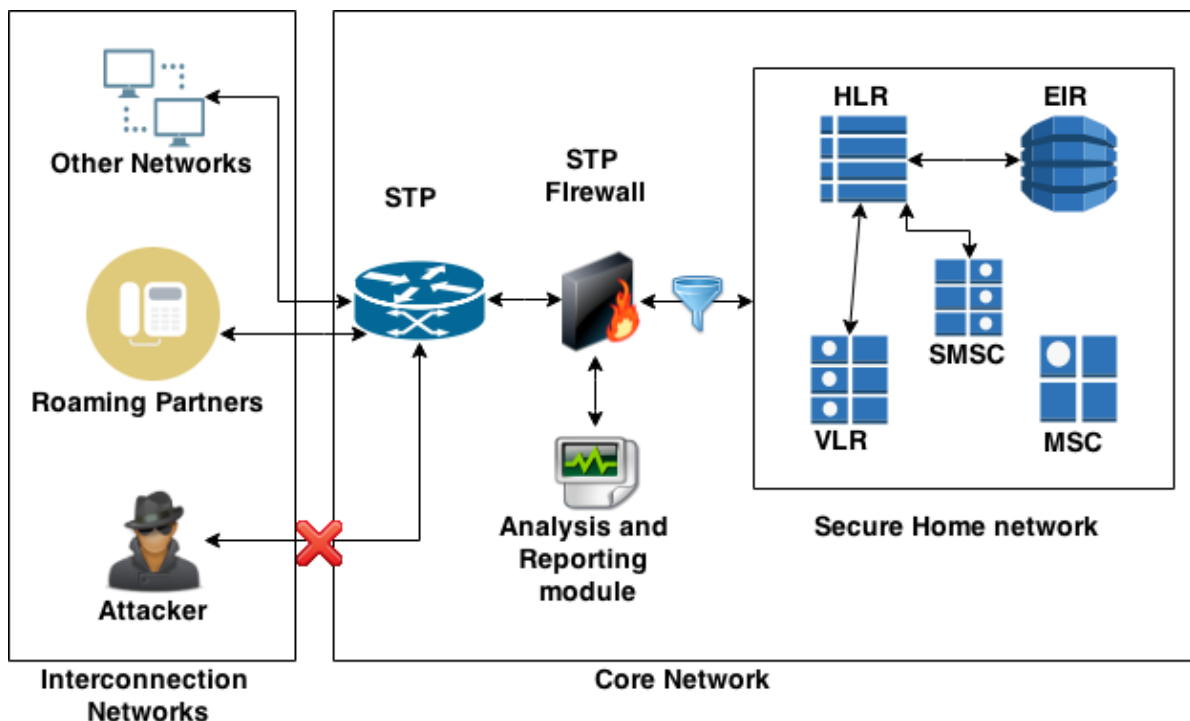 Other Networks
Roaming Partners
Attacker
Interconnection
Networks
STP
STP
FIrewall
Analysis and
Reporting
module
HLR
EIR
SMSC
VLR
MSC
Secure Home network
Core Network